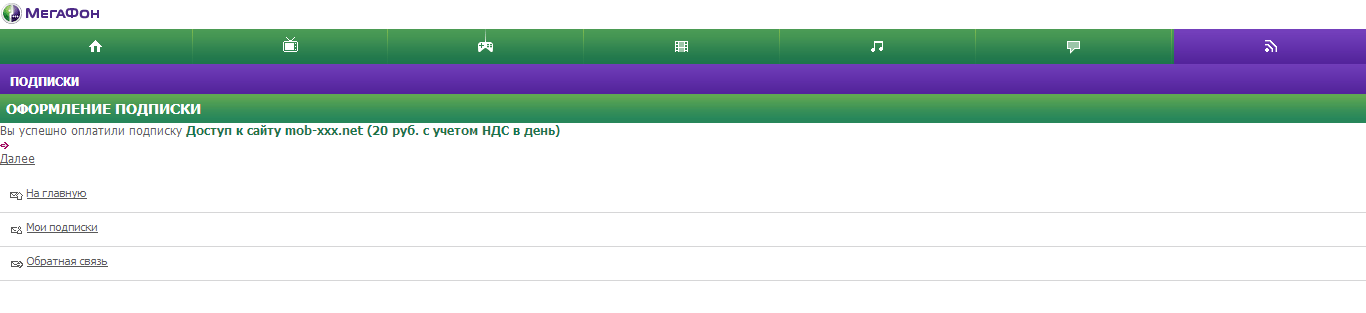 МЕГАФОН
ПОДПИСКИ
ОФОРМЛЕНИЕ ПОДПИСКИ
Вы успешно оплатили подписку Доступ к сайту mob-xxx.net (20 руб. с учетом НДС в день)
Далее
На главную
Мои подписки
Обратная связь